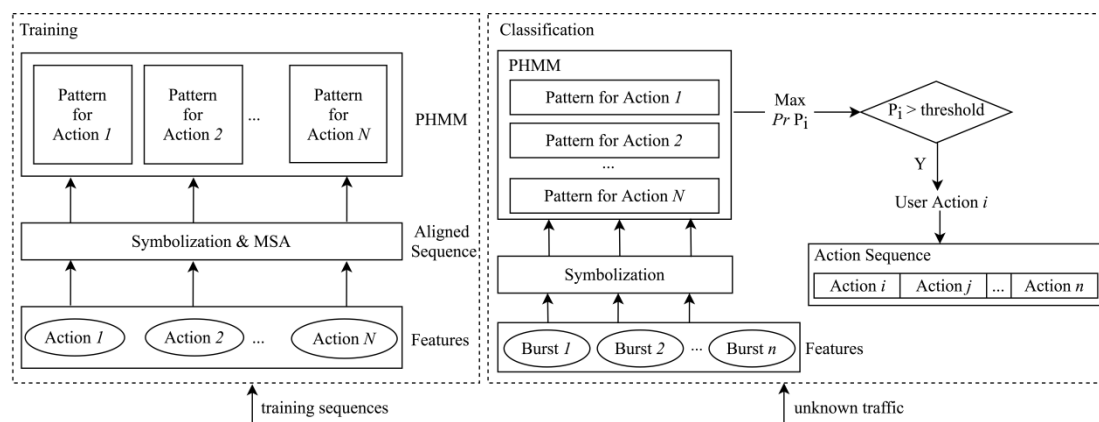 Training
Pattern
for
Action 1
Pattern
for
Action 2
...
Pattern
for
Action N
PHMM
Symbolization & MSA
Aligned
Sequence
Action 1
Action 2
...
Action N
Features
training sequences
Classification
PHMM
Pattern for Action 1
Pattern for Action 2
...
Pattern for Action N
Max
Pr Pi
Pi > threshold
Y
User Action i
Action Sequence
Action i
Action j
...
Action n
Symbolization
Burst 1
Burst 2
...
Burst n
Features
unknown traffic